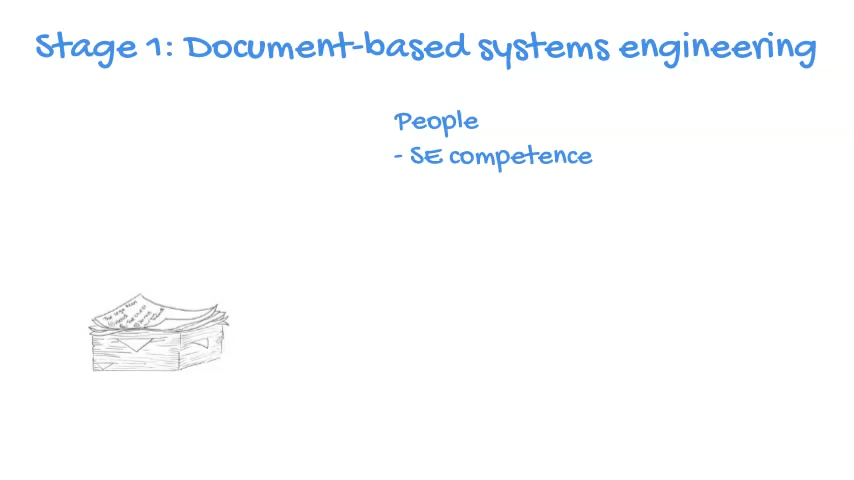 Stage 1: Document-based systems engineering
People
- SE competence